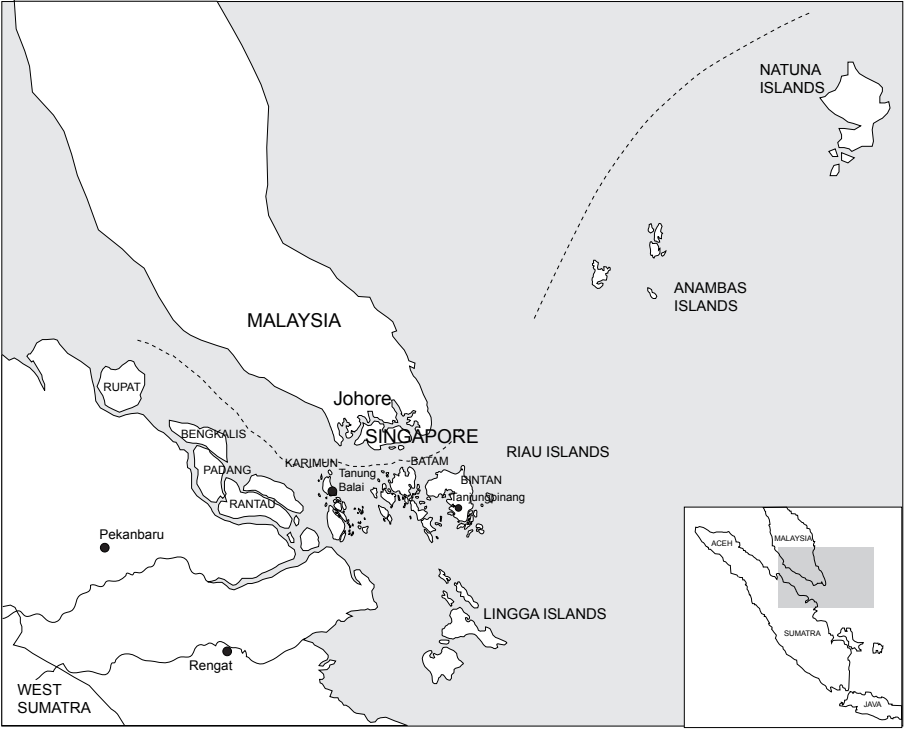 NATUNA
ISLANDS
ANAMBAS
ISLANDS
MALAYSIA
RUPAT
Johore
BENGKALIS
SINGAPORE
RIAU ISLANDS
KARIMUN
BATAM
PADANG
Tanung
Balai
BINTAN
RANTAU
Tanjungpinang
Pekanbaru
LINGGA ISLANDS
Rengat
WEST
SUMATRA
ACEH
MALAYSIA
SUMATRA
JAVA